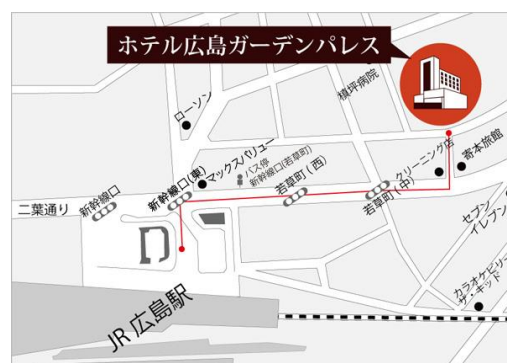 ホテル広島ガーデンパレス
ローソン
槙坪病院
マックスバリュー
バス停
新幹線口(若草町)
クリーニング店
寄本旅館
新幹線口(東)
若草町(西)
若草町(中)
新幹線口
二葉通り
セブン
イレブン
カラオケビリー
ザ・キッド
JR広島駅